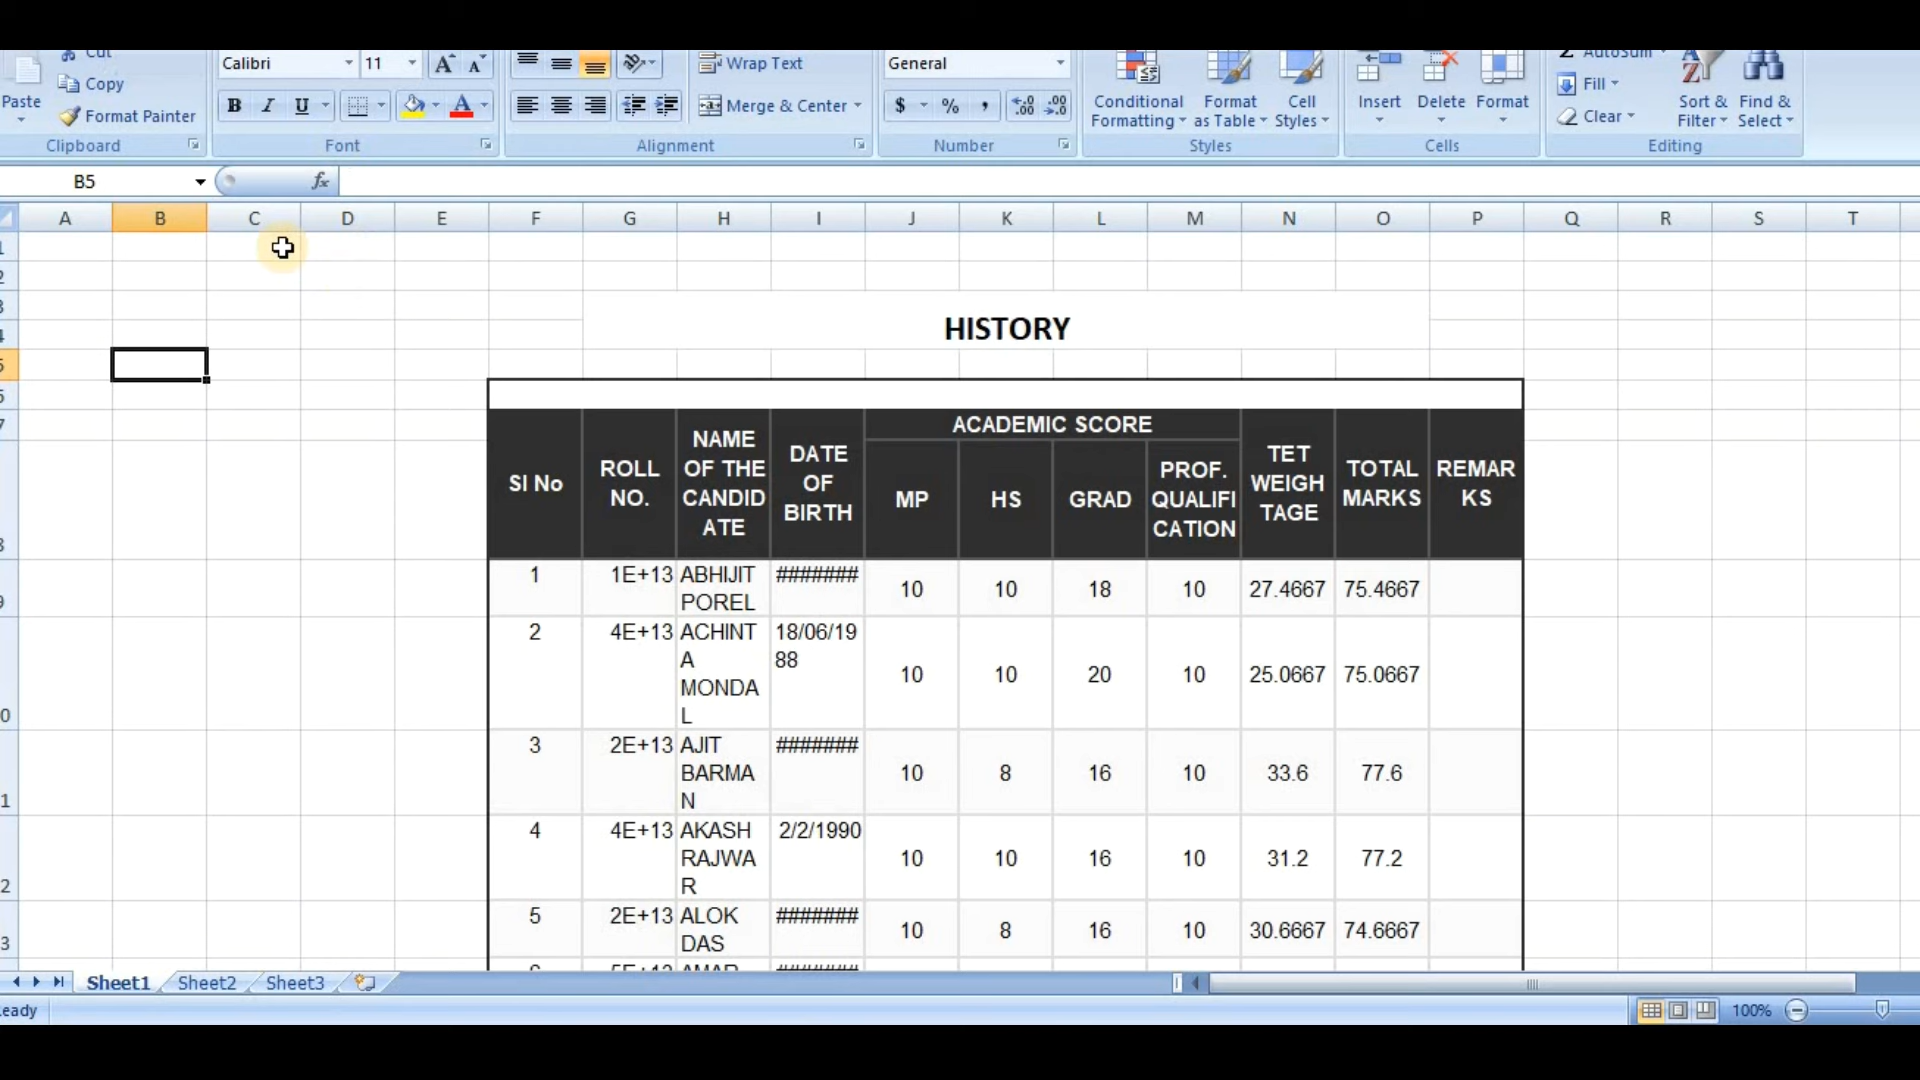 Cut
Copy
Paste
Format Painter
Clipboard
Calibri
11
A A
B I U A
Font
Wrap Text
Merge & Center
Alignment
General
$ % ,
Number
Conditional Formatting
Format as Table
Cell Styles
Styles
Insert
Delete
Format
Cells
Σ AutoSum
Fill
Clear
Sort & Filter
Find & Select
Editing
B5
fx
A B C D E F G H I J K L M N O P Q R S T
HISTORY
SI No
ROLL NO.
NAME OF THE CANDIDATE
DATE OF BIRTH
ACADEMIC SCORE
MP
HS
GRAD
PROF. QUALIFICATION
TET WEIGHTAGE
TOTAL MARKS
REMARKS
1 1E+13 ABHIJIT POREL ####### 10 10 18 10 27.4667 75.4667
2 4E+13 ACHINTA MONDAL 18/06/1988 10 10 20 10 25.0667 75.0667
3 2E+13 AJIT BARMAN ####### 10 8 16 10 33.6 77.6
4 4E+13 AKASH RAJWAR 2/2/1990 10 10 16 10 31.2 77.2
5 2E+13 ALOK DAS ####### 10 8 16 10 30.6667 74.6667
Sheet1 Sheet2 Sheet3
eady
100%